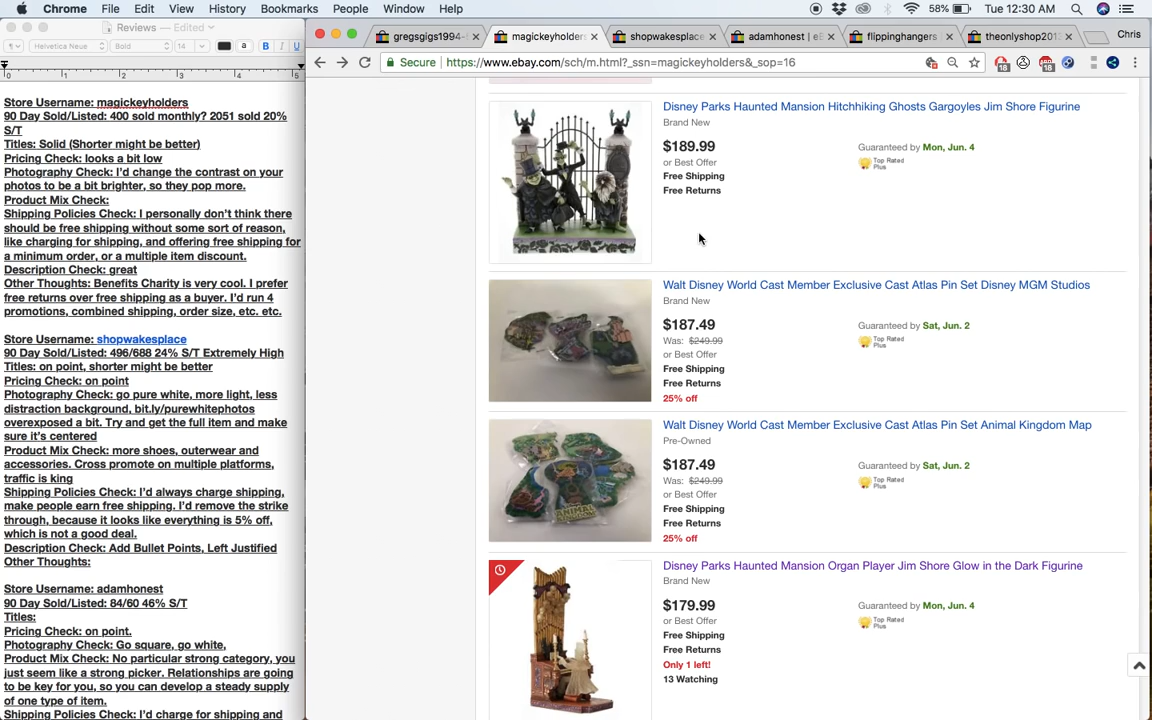 Chrome File Edit View History Bookmarks People Window Help 58% Tue 12:30 AM
Reviews — Edited
Helvetica Neue Bold 14 a B I U
0 1 2 3 4 5
Store Username: magickeyholders
90 Day Sold/Listed: 400 sold monthly? 2051 sold 20%
S/T
Titles: Solid (Shorter might be better)
Pricing Check: looks a bit low
Photography Check: I'd change the contrast on your
photos to be a bit brighter, so they pop more.
Product Mix Check:
Shipping Policies Check: I personally don't think there
should be free shipping without some sort of reason,
like charging for shipping, and offering free shipping for
a minimum order, or a multiple item discount.
Description Check: great
Other Thoughts: Benefits Charity is very cool. I prefer
free returns over free shipping as a buyer. I'd run 4
promotions, combined shipping, order size, etc. etc.
Store Username: shopwakesplace
90 Day Sold/Listed: 496/688 24% S/T Extremely High
Titles: on point, shorter might be better
Pricing Check: on point
Photography Check: go pure white, more light, less
distraction background, bit.ly/purewhitephotos
overexposed a bit. Try and get the full item and make
sure it's centered
Product Mix Check: more shoes, outerwear and
accessories. Cross promote on multiple platforms,
traffic is king
Shipping Policies Check: I'd always charge shipping,
make people earn free shipping. I'd remove the strike
through, because it looks like everything is 5% off,
which is not a good deal.
Description Check: Add Bullet Points, Left Justified
Other Thoughts:
Store Username: adamhonest
90 Day Sold/Listed: 84/60 46% S/T
Titles:
Pricing Check: on point.
Photography Check: Go square, go white,
Product Mix Check: No particular strong category, you
just seem like a strong picker. Relationships are going
to be key for you, so you can develop a steady supply
of one type of item.
Shipping Policies Check: I'd charge for shipping and
gregsgigs1994- magickeyholders shopwakesplace adamhonest | eB flippinghangers theonlyshop201 Chris
Secure https://www.ebay.com/sch/m.html?_ssn=magickeyholders&_sop=16 18 18
Disney Parks Haunted Mansion Hitchhiking Ghosts Gargoyles Jim Shore Figurine
Brand New
$189.99 Guaranteed by Mon, Jun. 4
or Best Offer Top Rated Plus
Free Shipping
Free Returns
Walt Disney World Cast Member Exclusive Cast Atlas Pin Set Disney MGM Studios
Brand New
$187.49 Guaranteed by Sat, Jun. 2
Was: $249.99 Top Rated Plus
or Best Offer
Free Shipping
Free Returns
25% off
Walt Disney World Cast Member Exclusive Cast Atlas Pin Set Animal Kingdom Map
Pre-Owned
$187.49 Guaranteed by Sat, Jun. 2
Was: $249.99 Top Rated Plus
or Best Offer
Free Shipping
Free Returns
25% off
ANIMAL
Disney Parks Haunted Mansion Organ Player Jim Shore Glow in the Dark Figurine
Brand New
$179.99 Guaranteed by Mon, Jun. 4
or Best Offer Top Rated Plus
Free Shipping
Free Returns
Only 1 left!
13 Watching